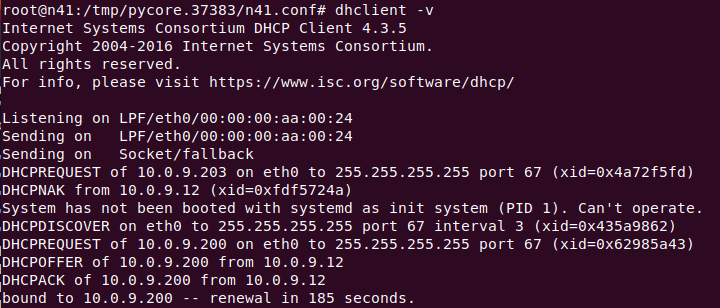 root@n41:/tmp/pycore.37383/n41.conf# dhclient -v
Internet Systems Consortium DHCP Client 4.3.5
Copyright 2004-2016 Internet Systems Consortium.
All rights reserved.
For info, please visit https://www.isc.org/software/dhcp/

Listening on LPF/eth0/00:00:00:aa:00:24
Sending on   LPF/eth0/00:00:00:aa:00:24
Sending on   Socket/fallback
DHCPREQUEST of 10.0.9.203 on eth0 to 255.255.255.255 port 67 (xid=0x4a72f5fd)
DHCPNAK from 10.0.9.12 (xid=0xfdf5724a)
System has not been booted with systemd as init system (PID 1). Can't operate.
DHCPDISCOVER on eth0 to 255.255.255.255 port 67 interval 3 (xid=0x435a9862)
DHCPREQUEST of 10.0.9.200 on eth0 to 255.255.255.255 port 67 (xid=0x62985a43)
DHCPOFFER of 10.0.9.200 from 10.0.9.12
DHCPACK of 10.0.9.200 from 10.0.9.12
bound to 10.0.9.200 -- renewal in 185 seconds.